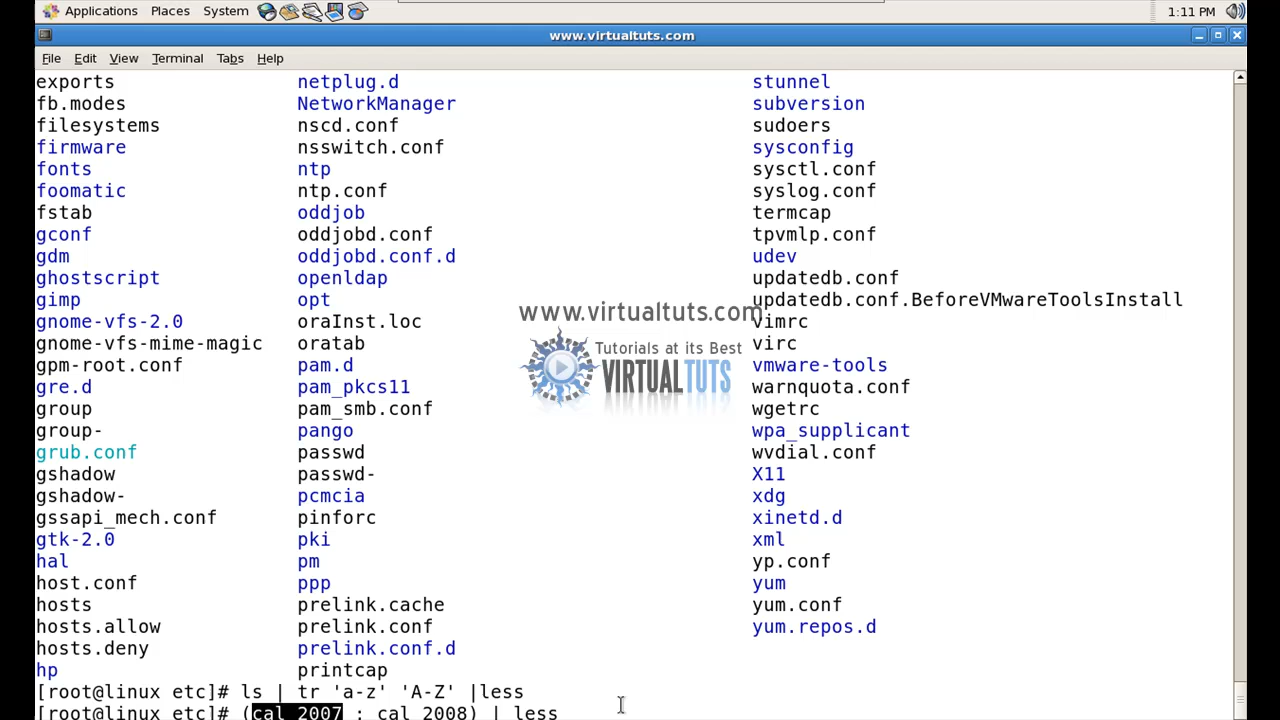 Applications Places System 1:11 PM
www.virtualtuts.com
File Edit View Terminal Tabs Help
exports netplug.d stunnel
fb.modes NetworkManager subversion
filesystems nscd.conf sudoers
firmware nsswitch.conf sysconfig
fonts ntp sysctl.conf
foomatic ntp.conf syslog.conf
fstab oddjob termcap
gconf oddjobd.conf tpvmlp.conf
gdm oddjobd.conf.d udev
ghostscript openldap updatedb.conf
gimp opt updatedb.conf.BeforeVMwareToolsInstall
www.virtualtuts.com
gnome-vfs-2.0 oraInst.loc vimrc
gnome-vfs-mime-magic oratab virc
Tutorials at its Best
gpm-root.conf pam.d vmware-tools
VIRTUALTUTS
gre.d pam_pkcs11 warnquota.conf
group pam_smb.conf wgetrc
group- pango wpa_supplicant
grub.conf passwd wvdial.conf
gshadow passwd- X11
gshadow- pcmcia xdg
gssapi_mech.conf pinforc xinetd.d
gtk-2.0 pki xml
hal pm yp.conf
host.conf ppp yum
hosts prelink.cache yum.conf
hosts.allow prelink.conf yum.repos.d
hosts.deny prelink.conf.d
hp printcap
[root@linux etc]# ls | tr 'a-z' 'A-Z' |less
[root@linux etc]# (cal 2007 ; cal 2008) | less